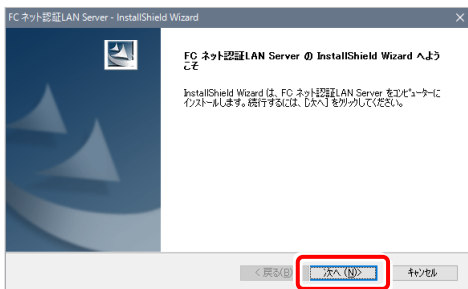 FC ネット認証LAN Server - InstallShield Wizard
FC ネット認証LAN Server の InstallShield Wizard へよう
こそ
InstallShield Wizard は、FC ネット認証LAN Server をコンピューターに
インストールします。続行するには、[次へ] をクリックしてください。
< 戻る(B)
次へ (N)>
キャンセル